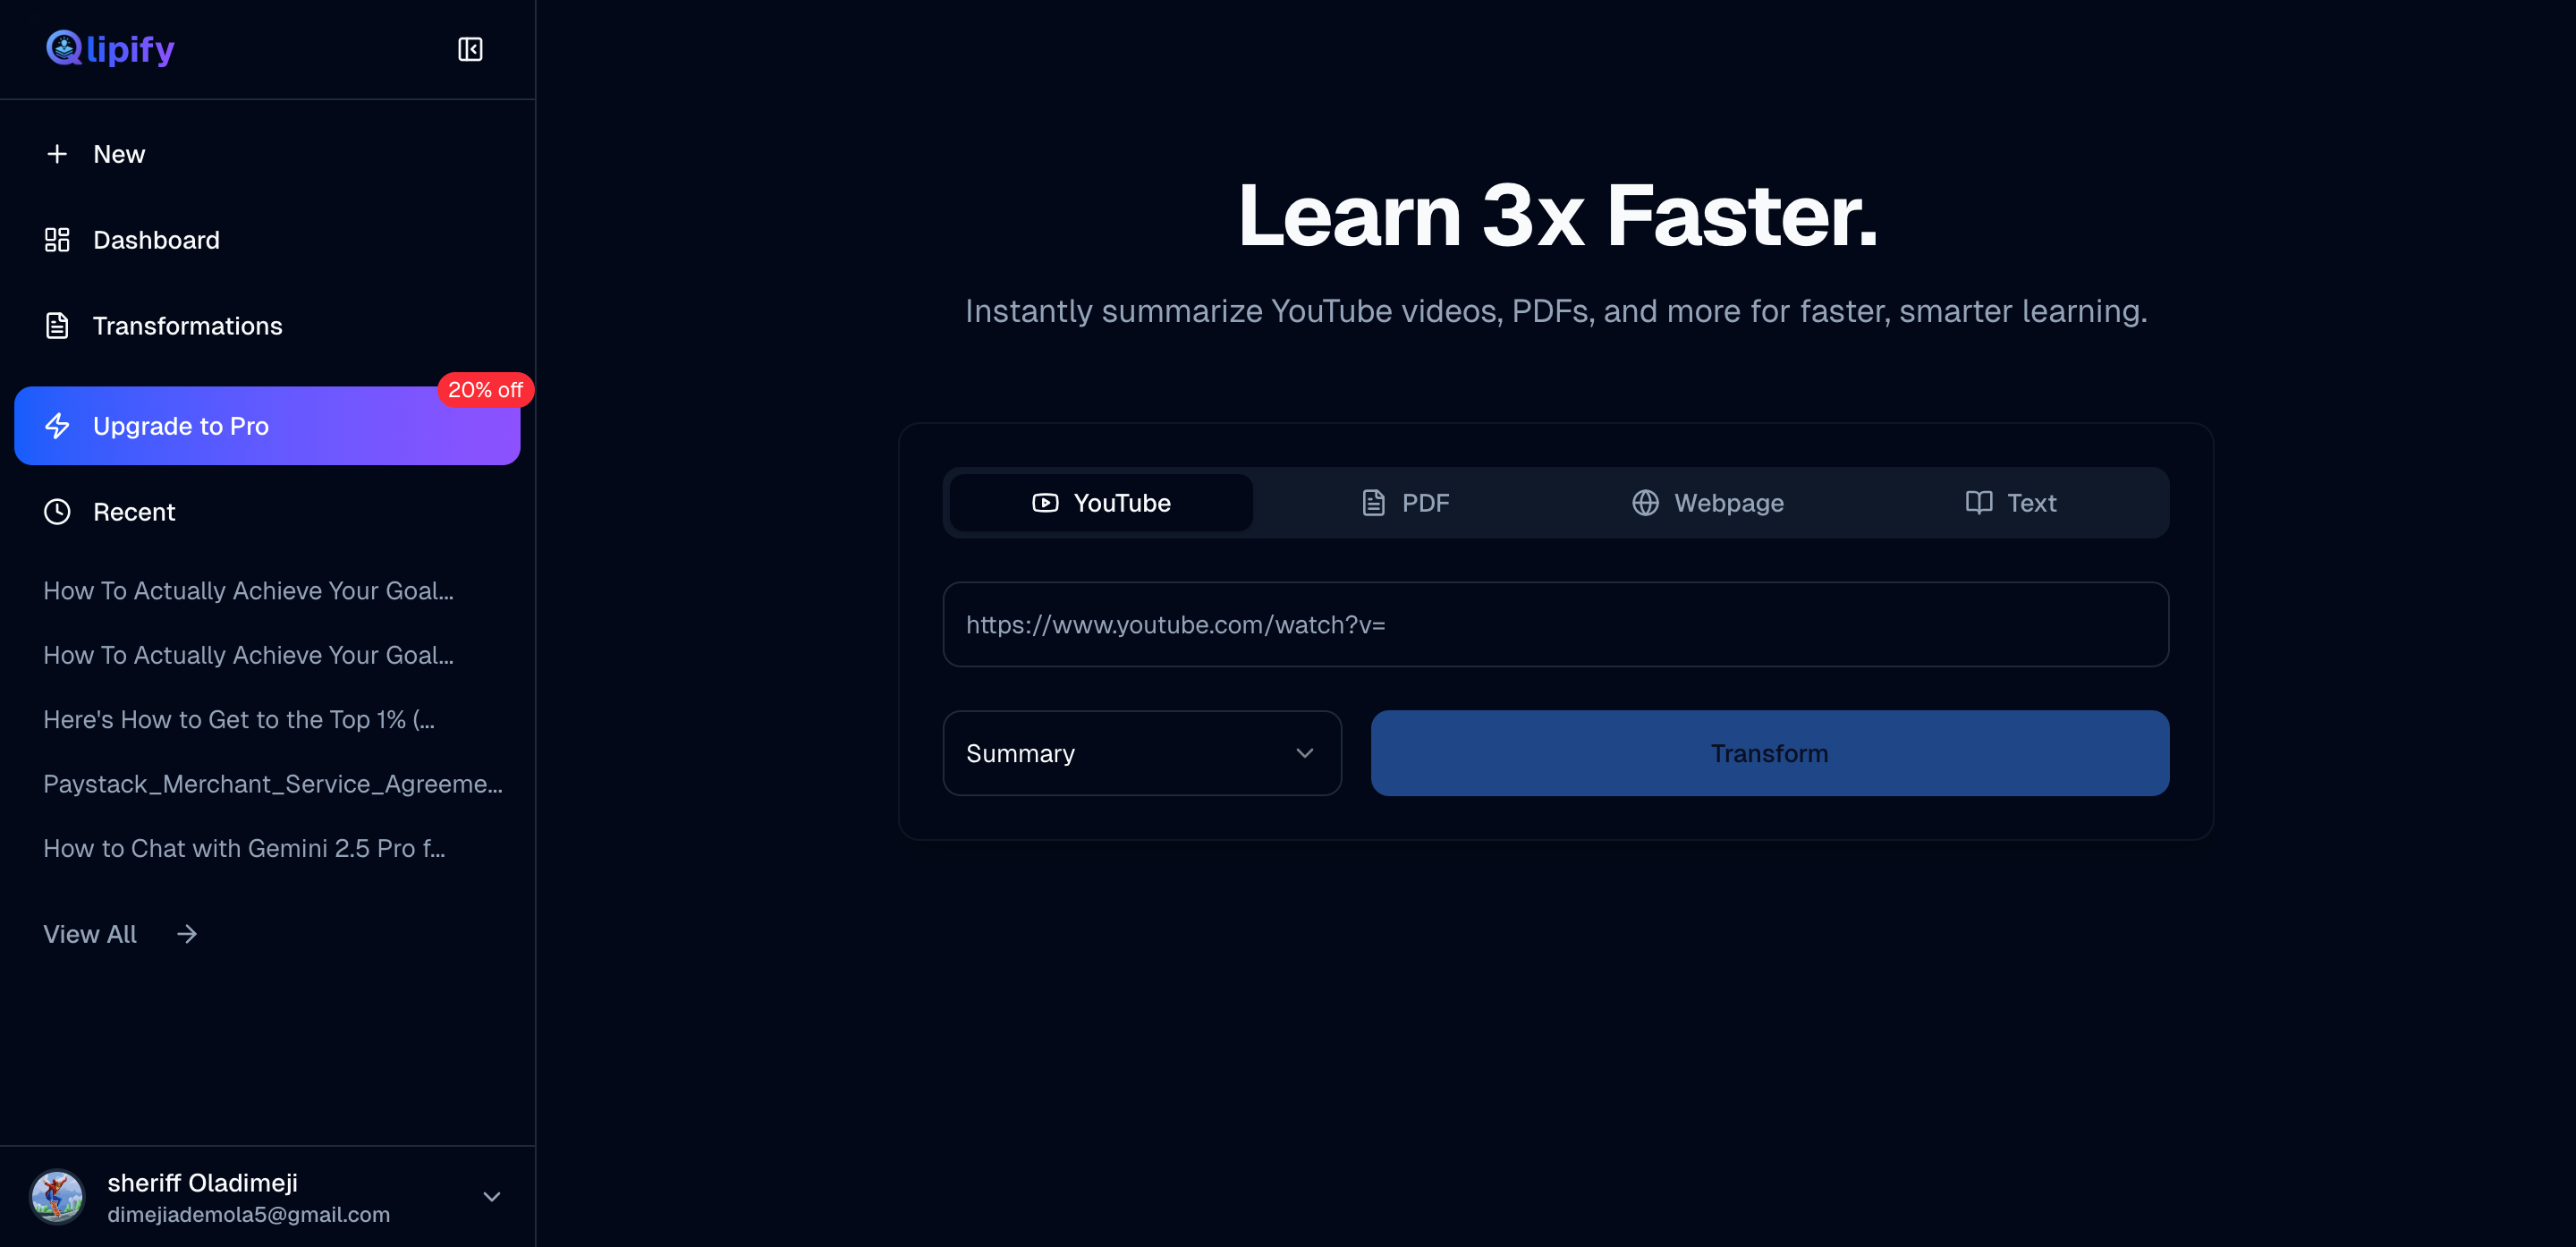 Qlipify
New
Dashboard
Transformations
20% off
Upgrade to Pro
Recent
How To Actually Achieve Your Goal...
How To Actually Achieve Your Goal...
Here's How to Get to the Top 1% (...
Paystack_Merchant_Service_Agreeme...
How to Chat with Gemini 2.5 Pro f...
View All
sheriff Oladimeji
dimejiademola5@gmail.com
Learn 3x Faster.
Instantly summarize YouTube videos, PDFs, and more for faster, smarter learning.
YouTube PDF Webpage Text
https://www.youtube.com/watch?v=
Summary Transform